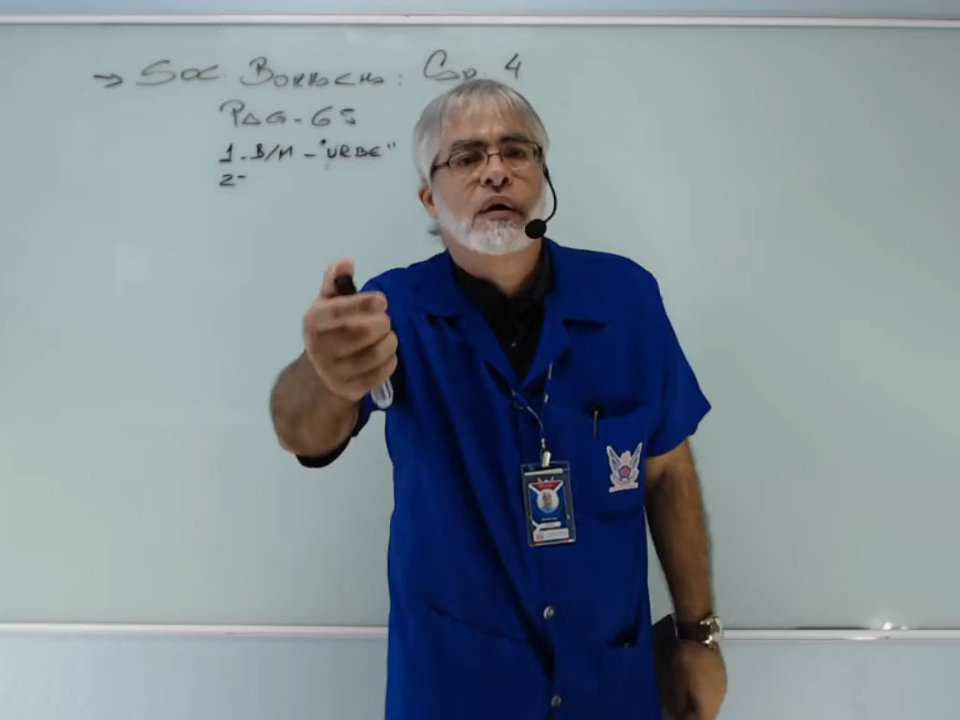 → Soc. Borracha: Cap. 4
PAG - 65
1 - B/M - "URBE"
2 -